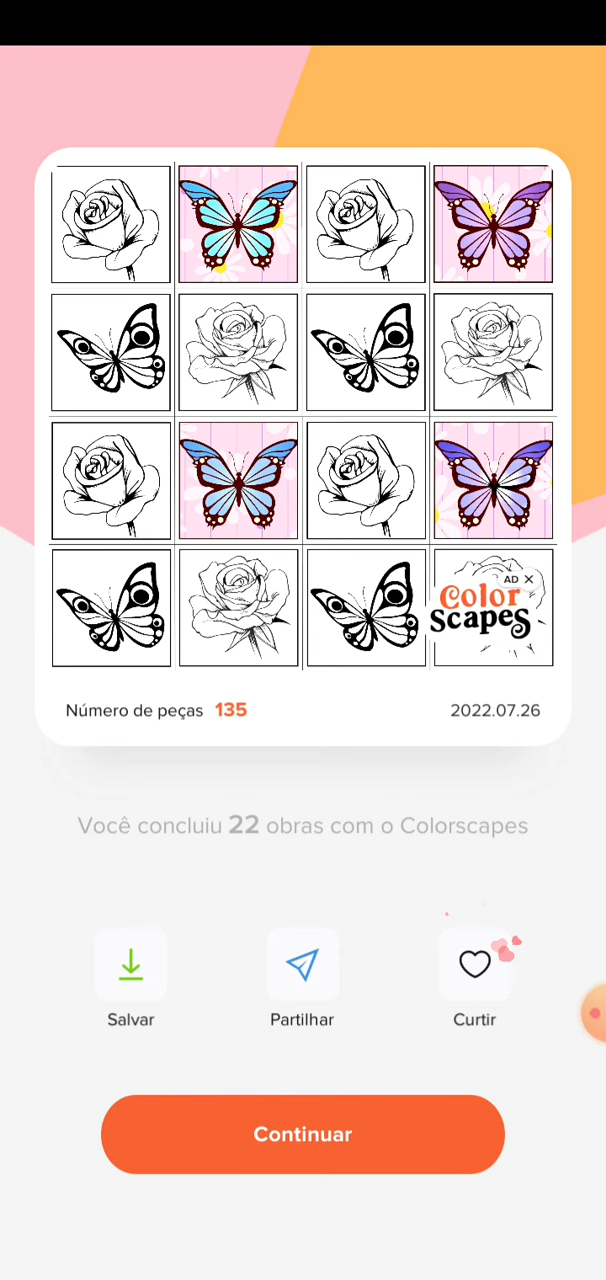 AD
Color
Scapes
Número de peças 135
2022.07.26
Você concluiu 22 obras com o Colorscapes
Salvar
Partilhar
Curtir
Continuar